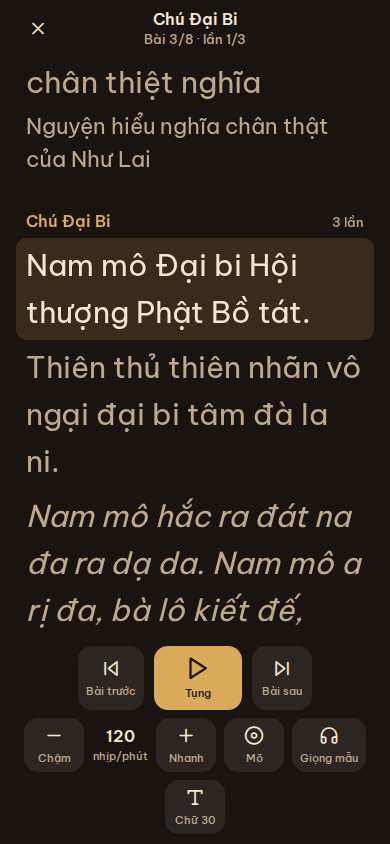 Chú Đại Bi
Bài 3/8 · lần 1/3
chân thiệt nghĩa
Nguyện hiểu nghĩa chân thật
của Như Lai
Chú Đại Bi
3 lần
Nam mô Đại bi Hội
thượng Phật Bồ tát.
Thiên thủ thiên nhãn vô
ngại đại bi tâm đà la
ni.
Nam mô hắc ra đát na
đa ra dạ da. Nam mô a
rị đa, bà lô kiết đế,
Bài trước
Tụng
Bài sau
Chậm
120
nhịp/phút
Nhanh
Mõ
Giọng mẫu
Chữ 30